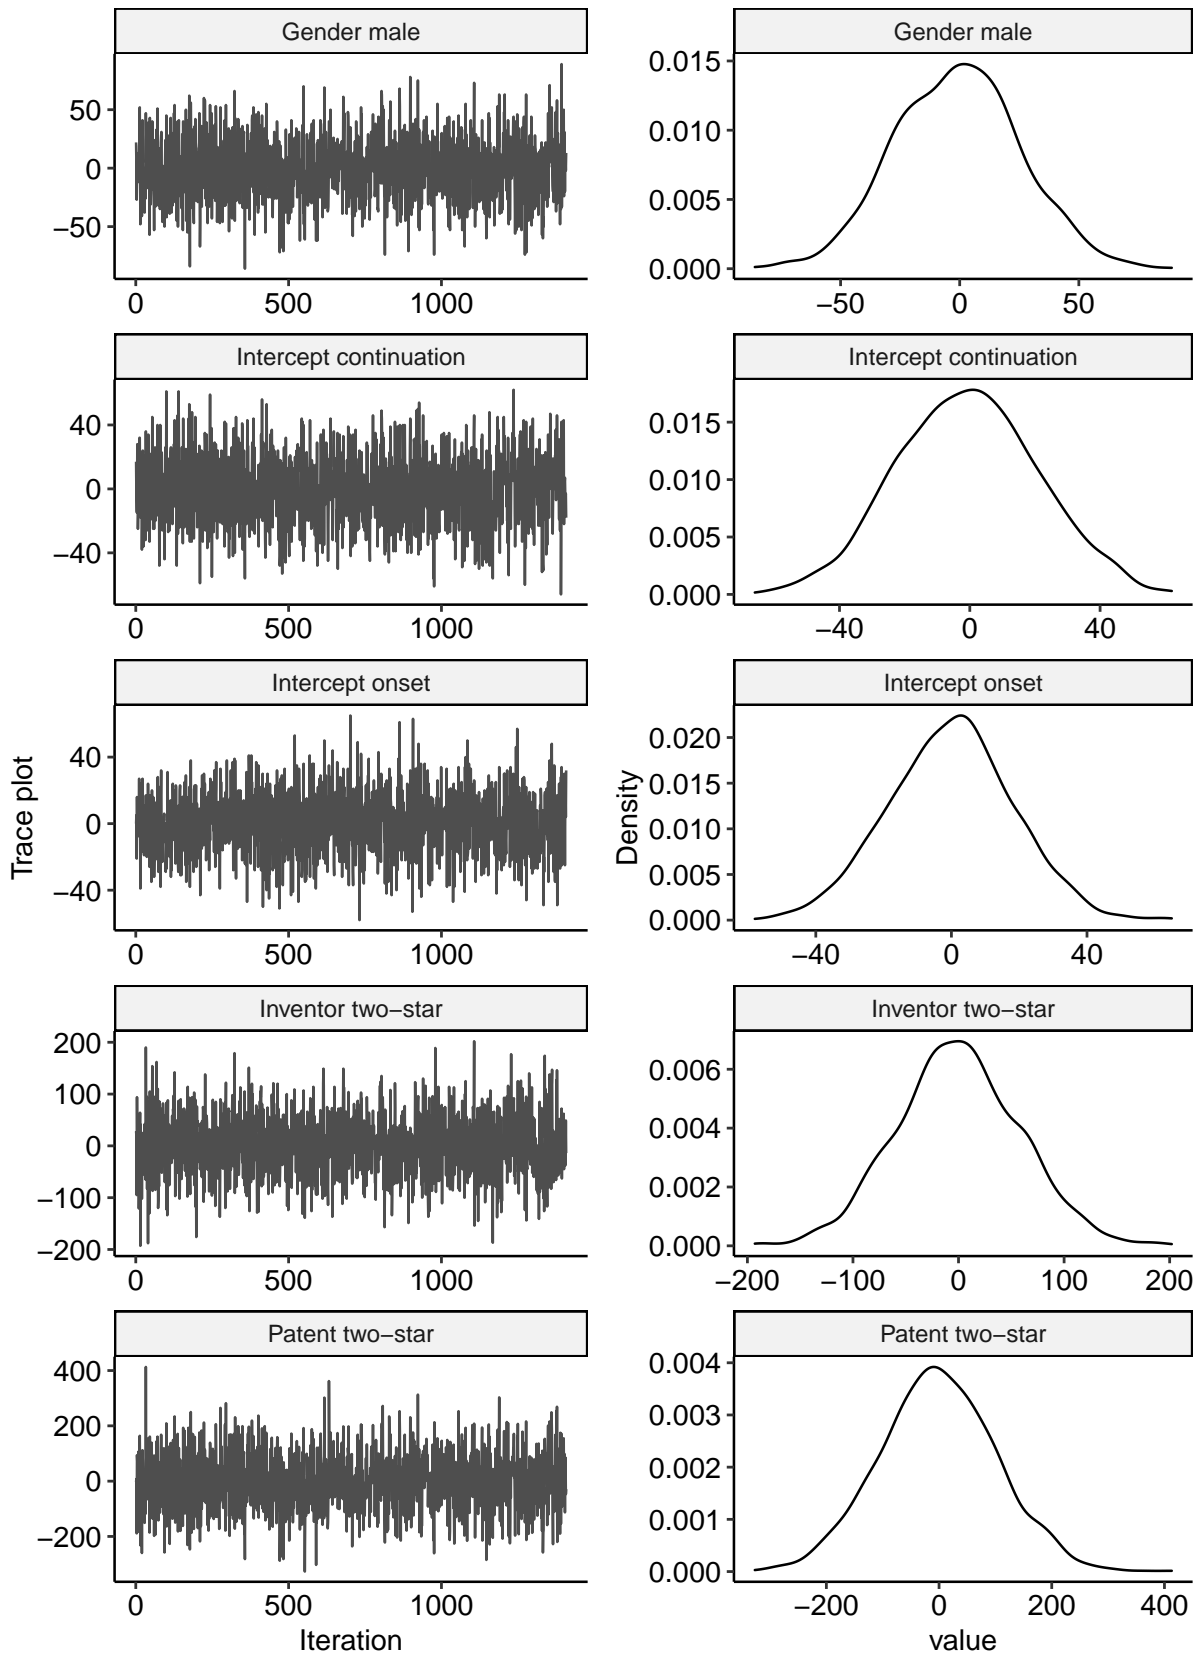 Gender male
Gender male
50
0
−50
0.015
0.010
0.005
0.000
0 500 1000
−50 0 50
Intercept continuation
Intercept continuation
40
0
−40
0.015
0.010
0.005
0.000
0 500 1000
−40 0 40
Intercept onset
Intercept onset
40
0
−40
0.020
0.015
0.010
0.005
0.000
0 500 1000
−40 0 40
Trace plot
Density
Inventor two−star
Inventor two−star
200
100
0
−100
−200
0.006
0.004
0.002
0.000
0 500 1000
−200 −100 0 100 200
Patent two−star
Patent two−star
400
200
0
−200
0.004
0.003
0.002
0.001
0.000
0 500 1000
−200 0 200 400
Iteration
value